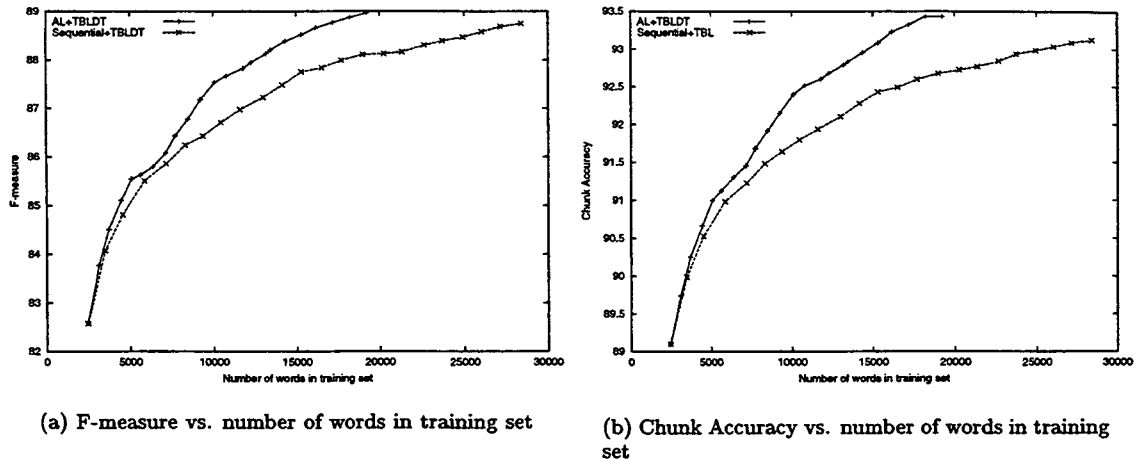 89
88
87
86
85
84
83
82
F-measure
AL+TBLDT
Sequential+TBLDT
0 5000 10000 15000 20000 25000 30000
Number of words in training set
(a) F-measure vs. number of words in training set
93.5
93
92.5
92
91.5
91
90.5
90
89.5
89
Chunk Accuracy
AL+TBLDT
Sequential+TBL
0 5000 10000 15000 20000 25000 30000
Number of words in training set
(b) Chunk Accuracy vs. number of words in training
set